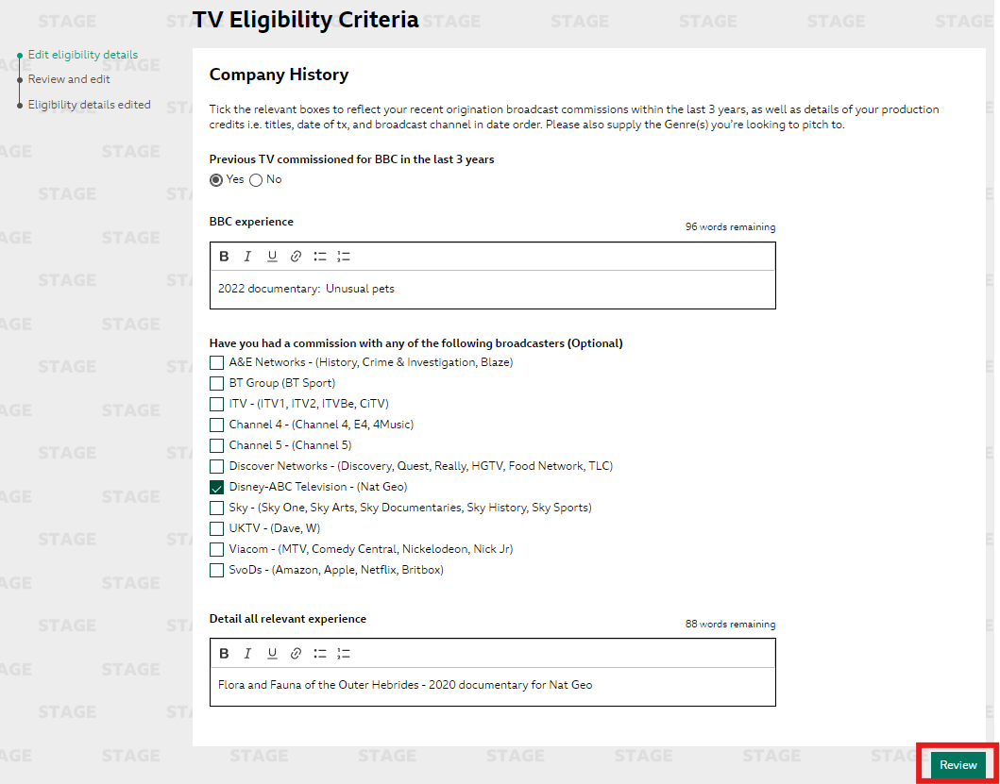 TV Eligibility Criteria
Edit eligibility details
Review and edit
Eligibility details edited
Company History
Tick the relevant boxes to reflect your recent origination broadcast commissions within the last 3 years, as well as details of your production
credits i.e. titles, date of tx, and broadcast channel in date order. Please also supply the Genre(s) you're looking to pitch to.
Previous TV commissioned for BBC in the last 3 years
Yes No
BBC experience
96 words remaining
B I U
2022 documentary: Unusual pets
Have you had a commission with any of the following broadcasters (Optional)
A&E Networks - (History, Crime & Investigation, Blaze)
BT Group (BT Sport)
ITV - (ITV1, ITV2, ITVBe, CiTV)
Channel 4 - (Channel 4, E4, 4Music)
Channel 5 - (Channel 5)
Discover Networks - (Discovery, Quest, Really, HGTV, Food Network, TLC)
Disney-ABC Television - (Nat Geo)
Sky - (Sky One, Sky Arts, Sky Documentaries, Sky History, Sky Sports)
UKTV - (Dave, W)
Viacom - (MTV, Comedy Central, Nickelodeon, Nick Jr)
SvoDs - (Amazon, Apple, Netflix, Britbox)
Detail all relevant experience
88 words remaining
B I U
Flora and Fauna of the Outer Hebrides - 2020 documentary for Nat Geo
STAGE STAGE STAGE STAGE STAGE STAGE
Review